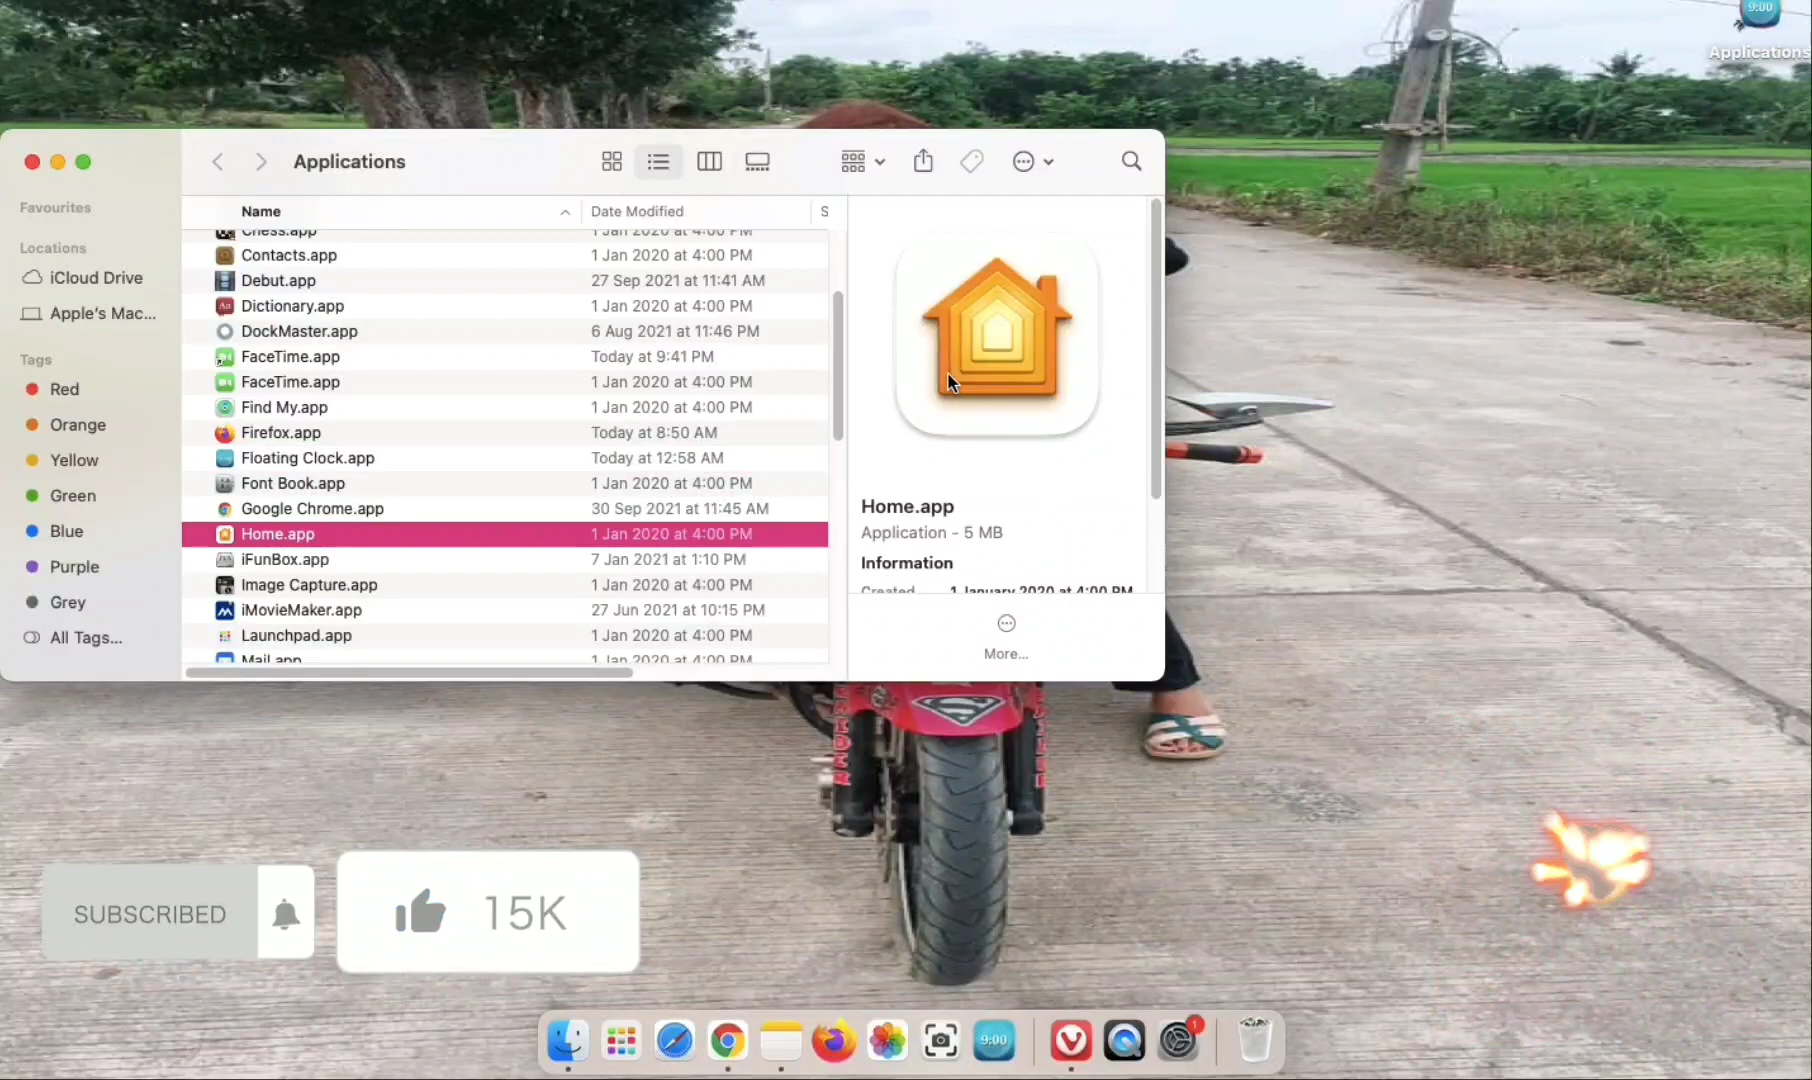 9:00
Applications
Applications
Favourites
Locations
iCloud Drive
Apple's Mac...
Tags
Red
Orange
Yellow
Green
Blue
Purple
Grey
All Tags...
Name Date Modified S
Chess.app 1 Jan 2020 at 4:00 PM
Contacts.app 1 Jan 2020 at 4:00 PM
Debut.app 27 Sep 2021 at 11:41 AM
Dictionary.app 1 Jan 2020 at 4:00 PM
DockMaster.app 6 Aug 2021 at 11:46 PM
FaceTime.app Today at 9:41 PM
FaceTime.app 1 Jan 2020 at 4:00 PM
Find My.app 1 Jan 2020 at 4:00 PM
Firefox.app Today at 8:50 AM
Floating Clock.app Today at 12:58 AM
Font Book.app 1 Jan 2020 at 4:00 PM
Google Chrome.app 30 Sep 2021 at 11:45 AM
Home.app 1 Jan 2020 at 4:00 PM
iFunBox.app 7 Jan 2021 at 1:10 PM
Image Capture.app 1 Jan 2020 at 4:00 PM
iMovieMaker.app 27 Jun 2021 at 10:15 PM
Launchpad.app 1 Jan 2020 at 4:00 PM
Mail.app 1 Jan 2020 at 4:00 PM
Home.app
Application - 5 MB
Information
Created 1 January 2020 at 4:00 PM
More...
SUBSCRIBED
15K
9:00
1